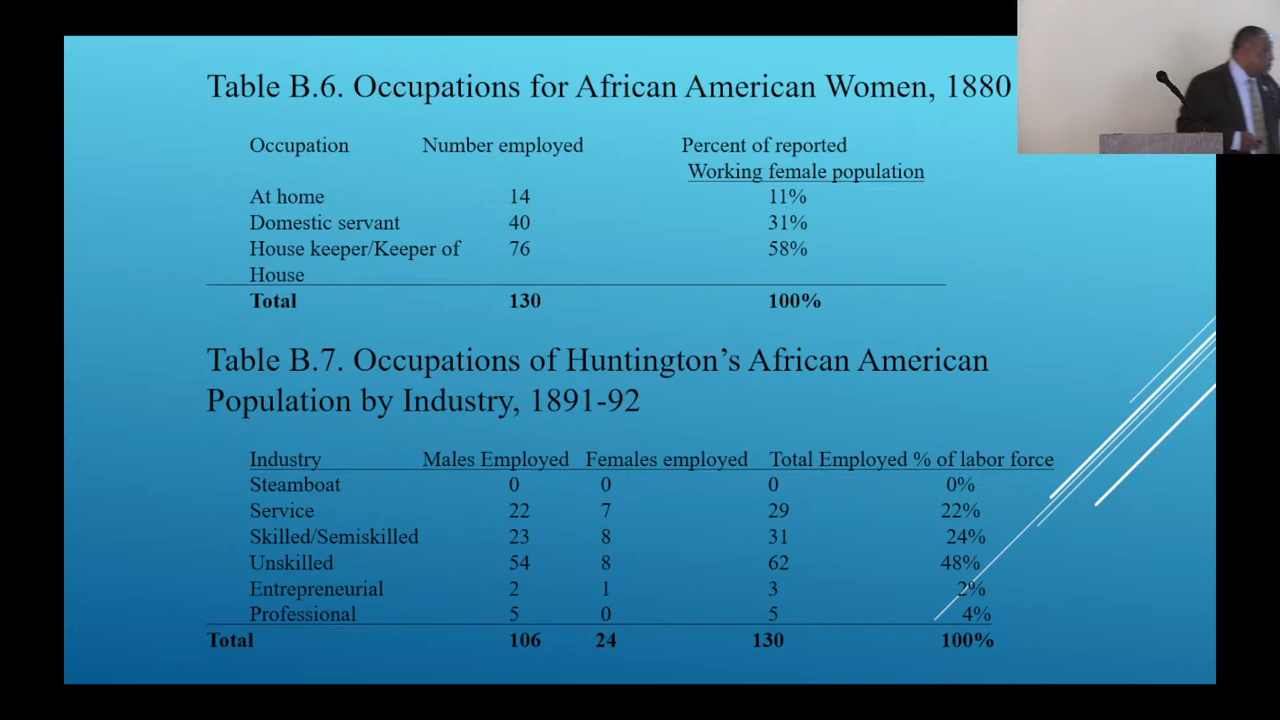 Table B.6. Occupations for African American Women, 1880
Occupation Number employed Percent of reported
Working female population
At home 14 11%
Domestic servant 40 31%
House keeper/Keeper of 76 58%
House
Total 130 100%
Table B.7. Occupations of Huntington’s African American
Population by Industry, 1891-92
Industry Males Employed Females employed Total Employed % of labor force
Steamboat 0 0 0 0%
Service 22 7 29 22%
Skilled/Semiskilled 23 8 31 24%
Unskilled 54 8 62 48%
Entrepreneurial 2 1 3 2%
Professional 5 0 5 4%
Total 106 24 130 100%